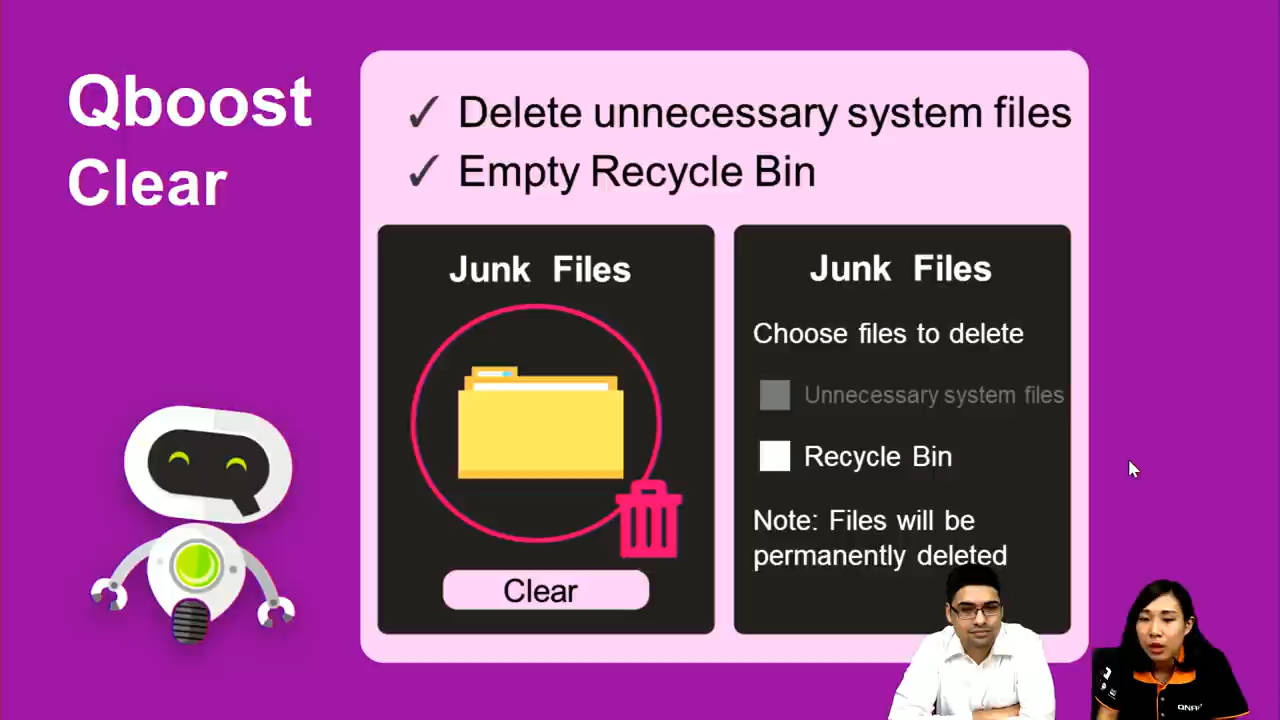 Qboost
Clear
✓ Delete unnecessary system files
✓ Empty Recycle Bin
Junk Files
Clear
Junk Files
Choose files to delete
Unnecessary system files
Recycle Bin
Note: Files will be
permanently deleted
QNAP